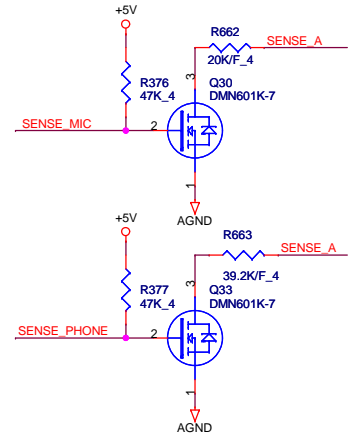 +5V
R662
SENSE_A
20K/F_4
R376
47K_4
3
Q30
DMN601K-7
SENSE_MIC
2
1
AGND
+5V
R663
SENSE_A
39.2K/F_4
R377
47K_4
3
Q33
DMN601K-7
SENSE_PHONE
2
1
AGND